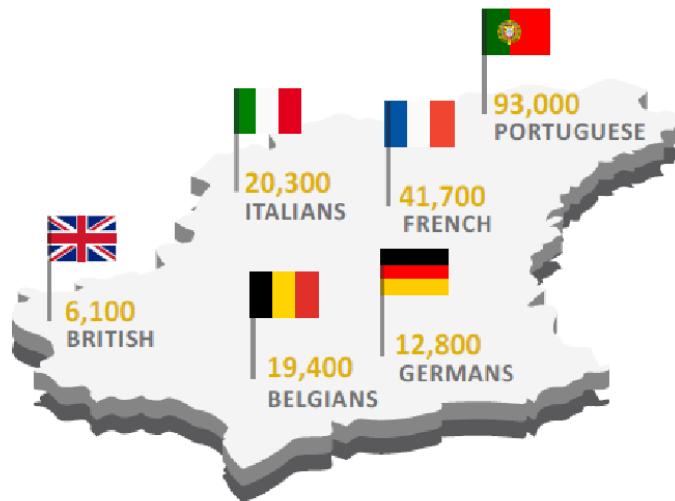 93,000
PORTUGUESE
20,300
ITALIANS
41,700
FRENCH
6,100
BRITISH
19,400
BELGIANS
12,800
GERMANS